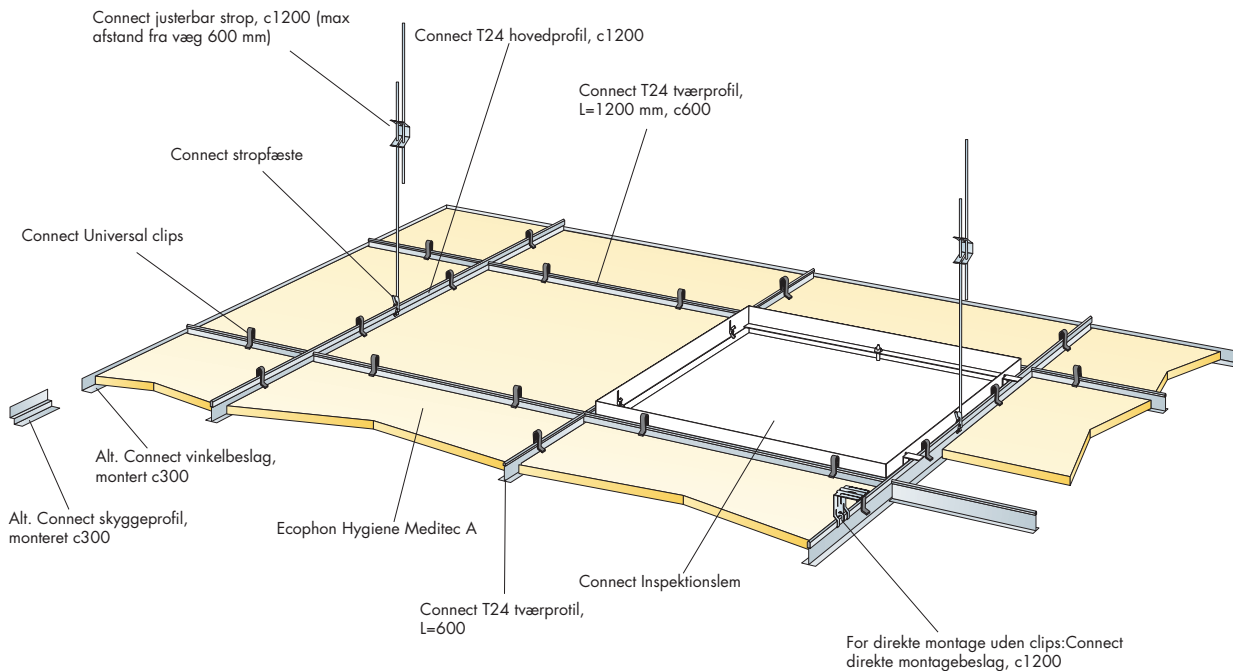 Connect justerbar strop, c1200 (max
afstand fra væg 600 mm)
Connect T24 hovedprofil, c1200
Connect T24 tværprofil,
L=1200 mm, c600
Connect stropfæste
Connect Universal clips
Alt. Connect vinkelbeslag,
montert c300
Alt. Connect skyggeprofil,
monteret c300
Ecophon Hygiene Meditec A
Connect Inspektionslem
Connect T24 tværprotil,
L=600
For direkte montage uden clips:Connect
direkte montagebeslag, c1200